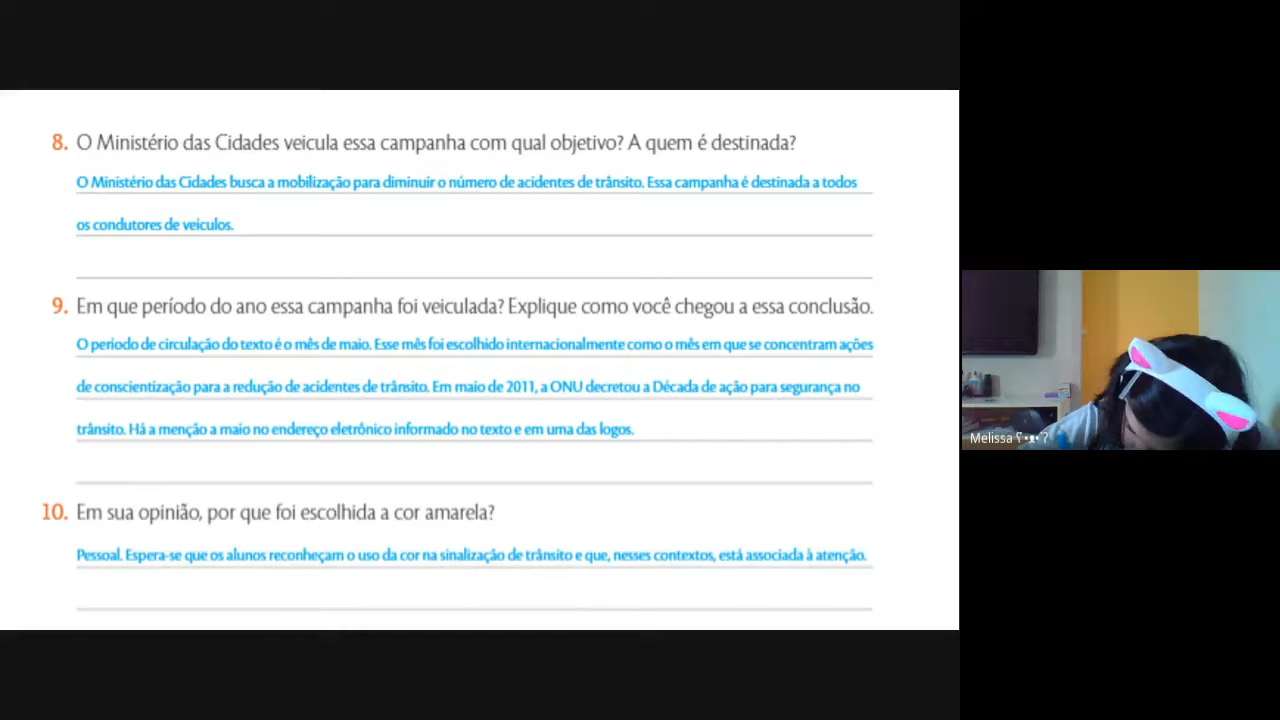 8. O Ministério das Cidades veicula essa campanha com qual objetivo? A quem é destinada?
O Ministério das Cidades busca a mobilização para diminuir o número de acidentes de trânsito. Essa campanha é destinada a todos
os condutores de veículos.
9. Em que período do ano essa campanha foi veiculada? Explique como você chegou a essa conclusão.
O período de circulação do texto é o mês de maio. Esse mês foi escolhido internacionalmente como o mês em que se concentram ações
de conscientização para a redução de acidentes de trânsito. Em maio de 2011, a ONU decretou a Década de ação para segurança no
trânsito. Há a menção a maio no endereço eletrônico informado no texto e em uma das logos.
10. Em sua opinião, por que foi escolhida a cor amarela?
Pessoal. Espera-se que os alunos reconheçam o uso da cor na sinalização de trânsito e que, nesses contextos, está associada à atenção.
Melissa ʕ•ᴥ•ʔ